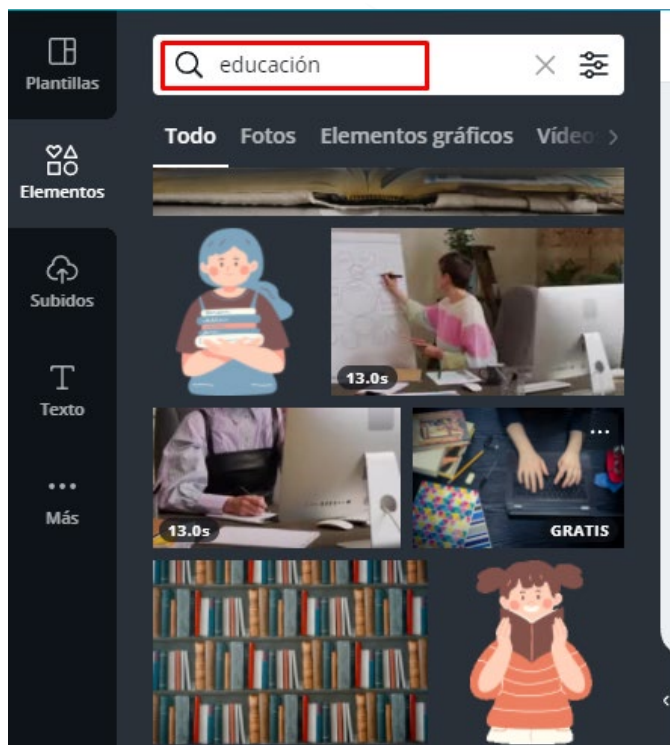 Plantillas
Elementos
Subidos
Texto
Más
educación
Todo Fotos Elementos gráficos Vídeo
13.0s
13.0s
GRATIS